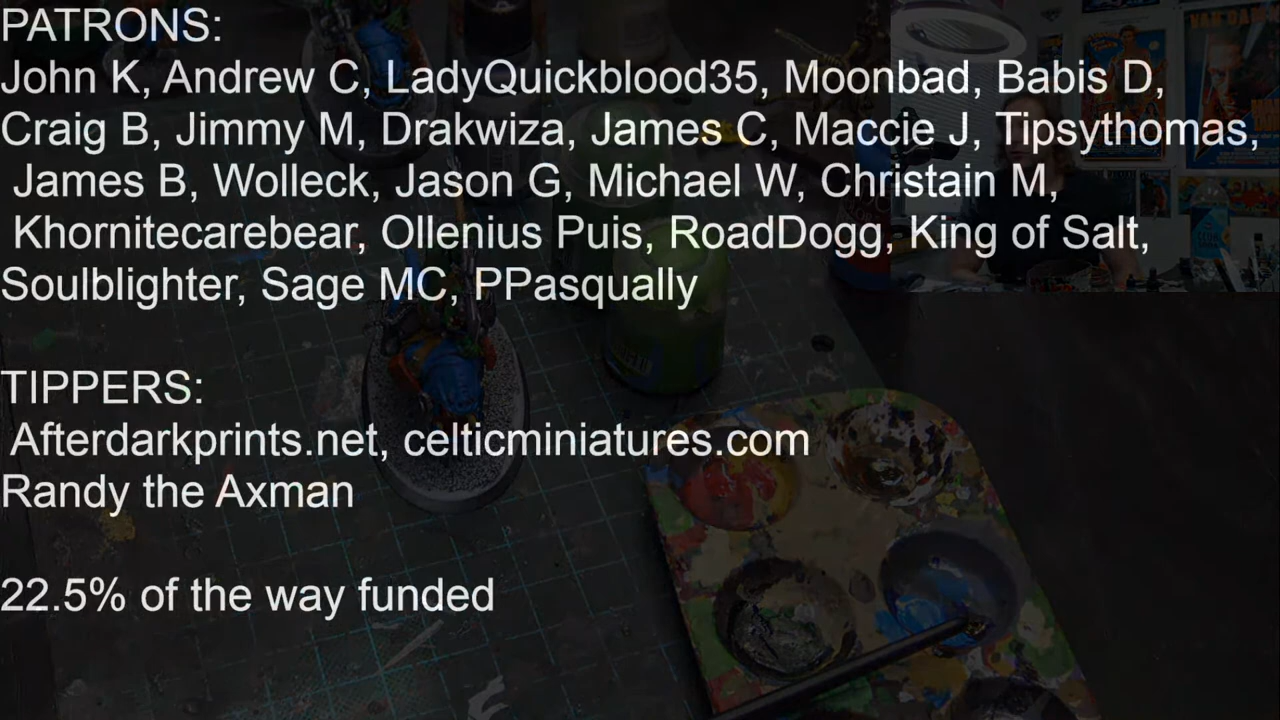 PATRONS:
John K, Andrew C, LadyQuickblood35, Moonbad, Babis D,
Craig B, Jimmy M, Drakwiza, James C, Maccie J, Tipsythomas,
James B, Wolleck, Jason G, Michael W, Christain M,
Khornitecarebear, Ollenius Puis, RoadDogg, King of Salt,
Soulblighter, Sage MC, PPasqually
TIPPERS:
Afterdarkprints.net, celticminiatures.com
Randy the Axman
22.5% of the way funded